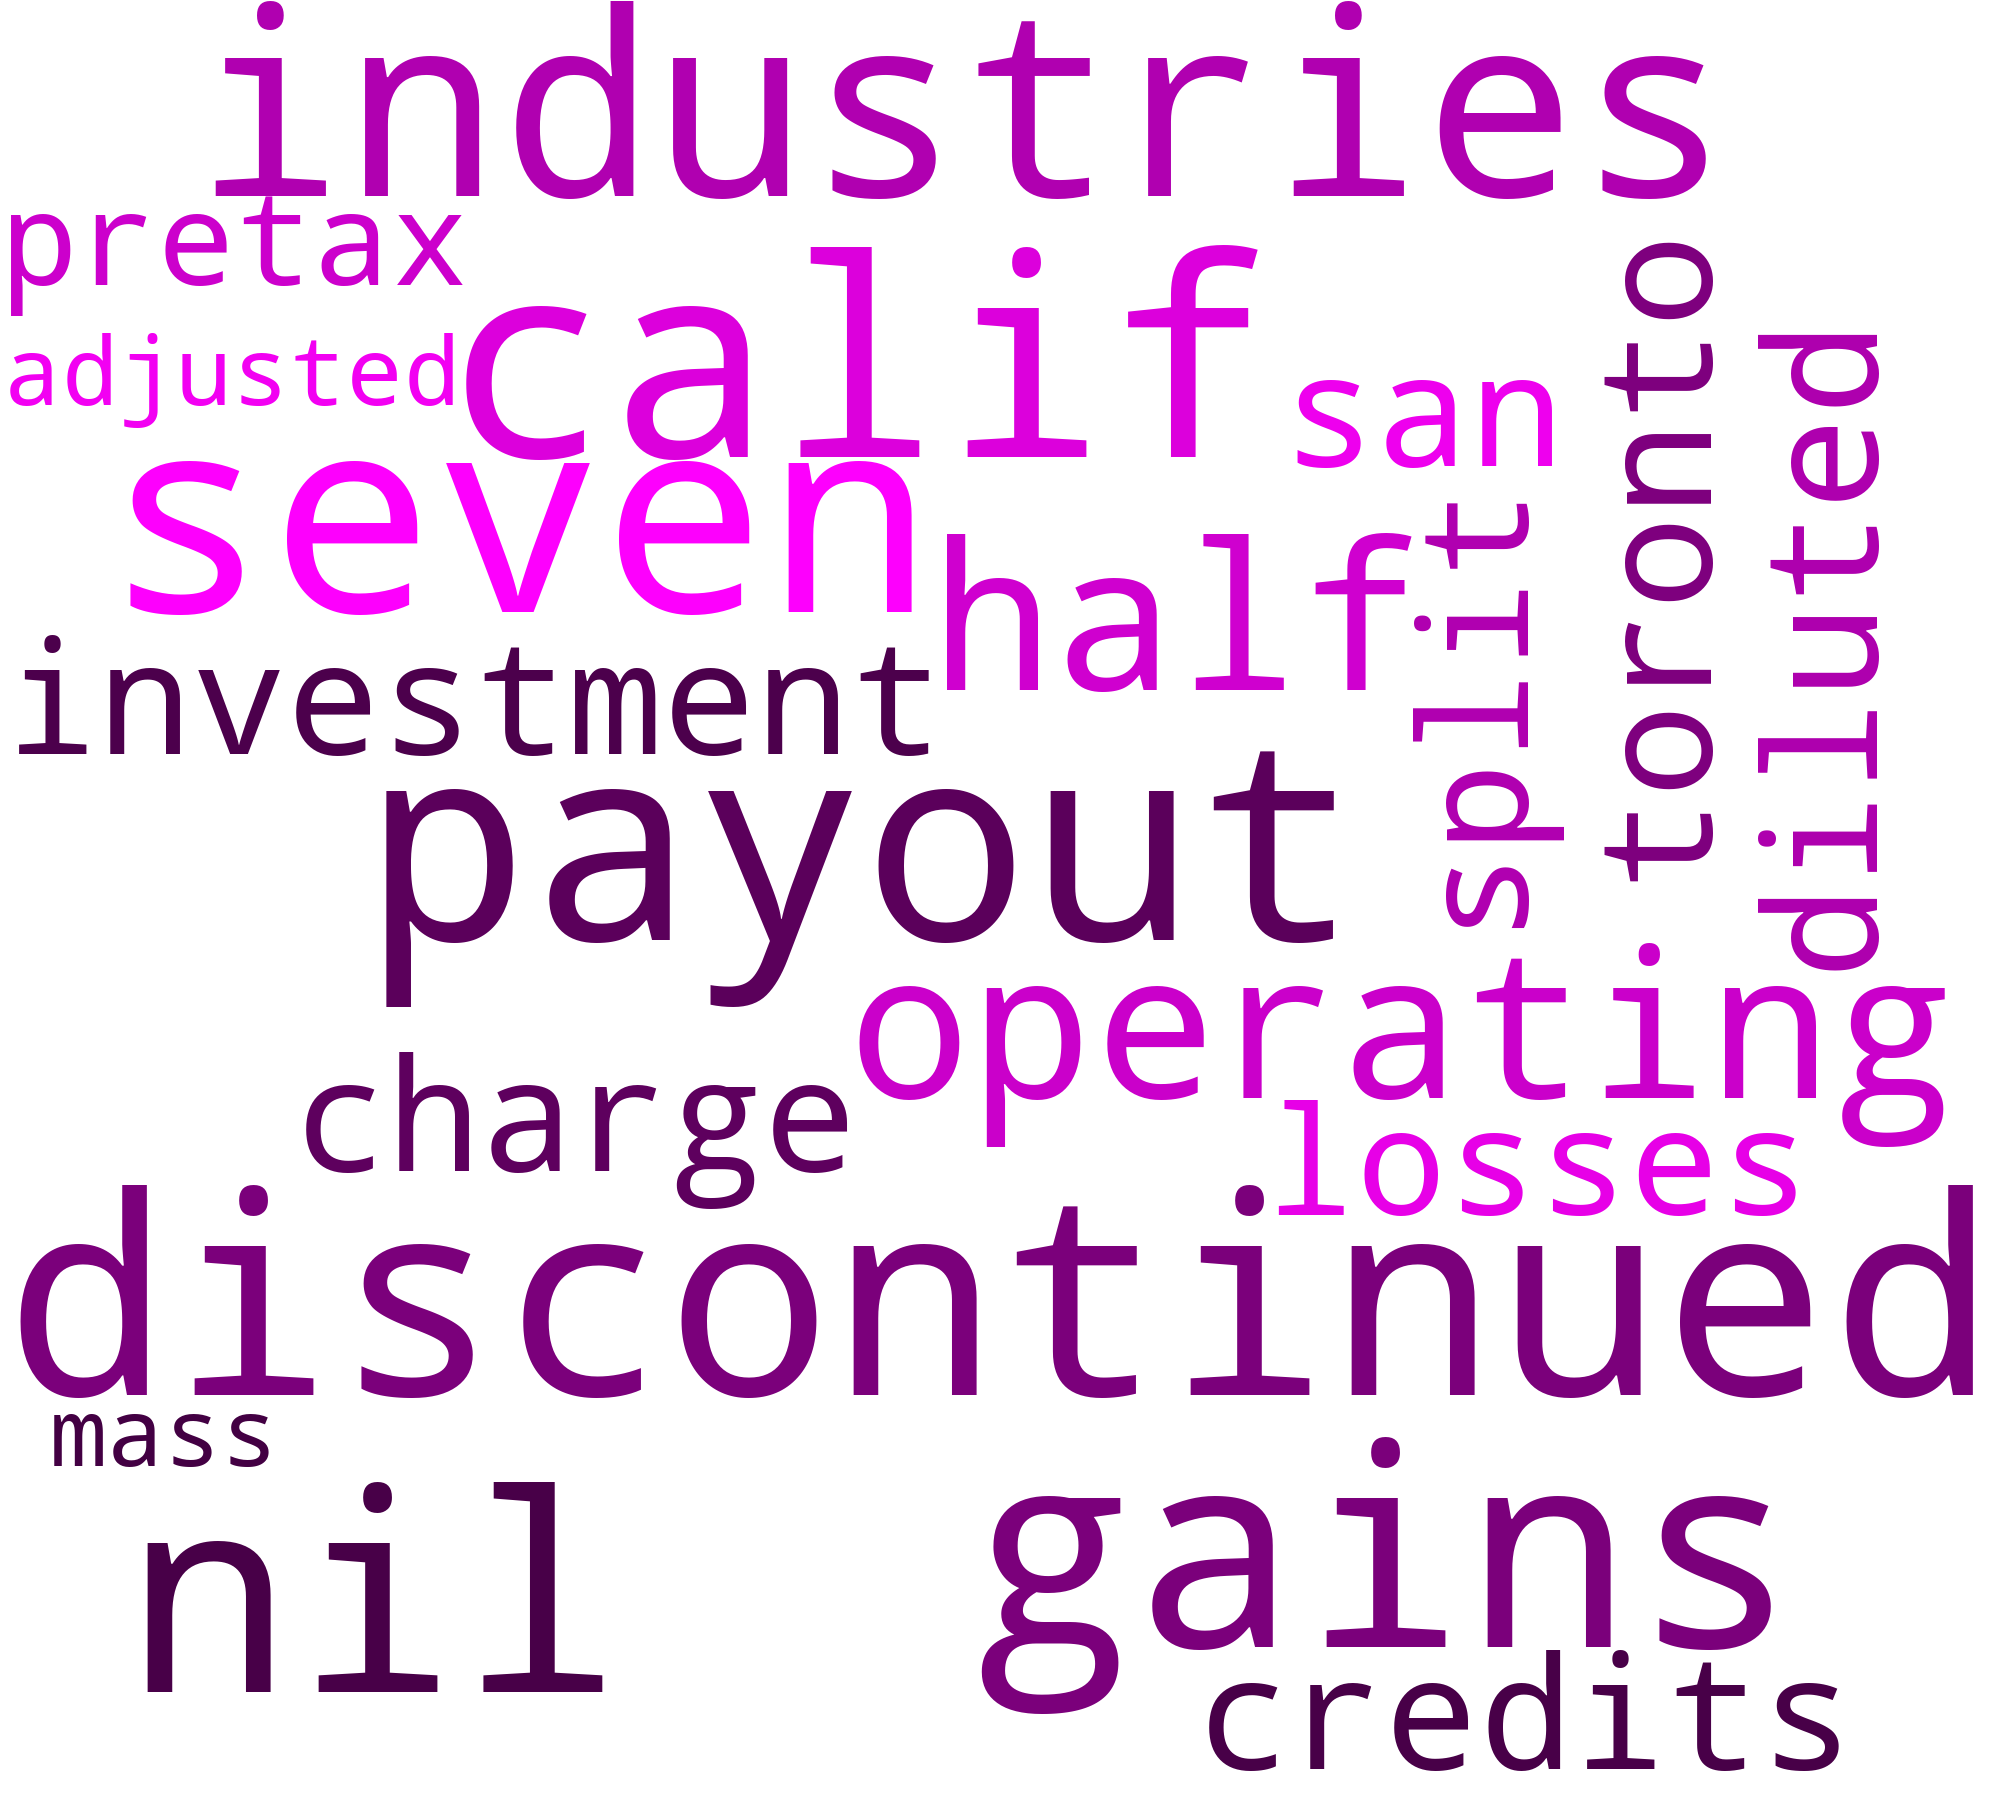 industries
pretax
calif
adjusted
san
toronto
diluted
seven
half
split
investment
payout
operating
charge
losses
discontinued
mass
nil
gains
credits